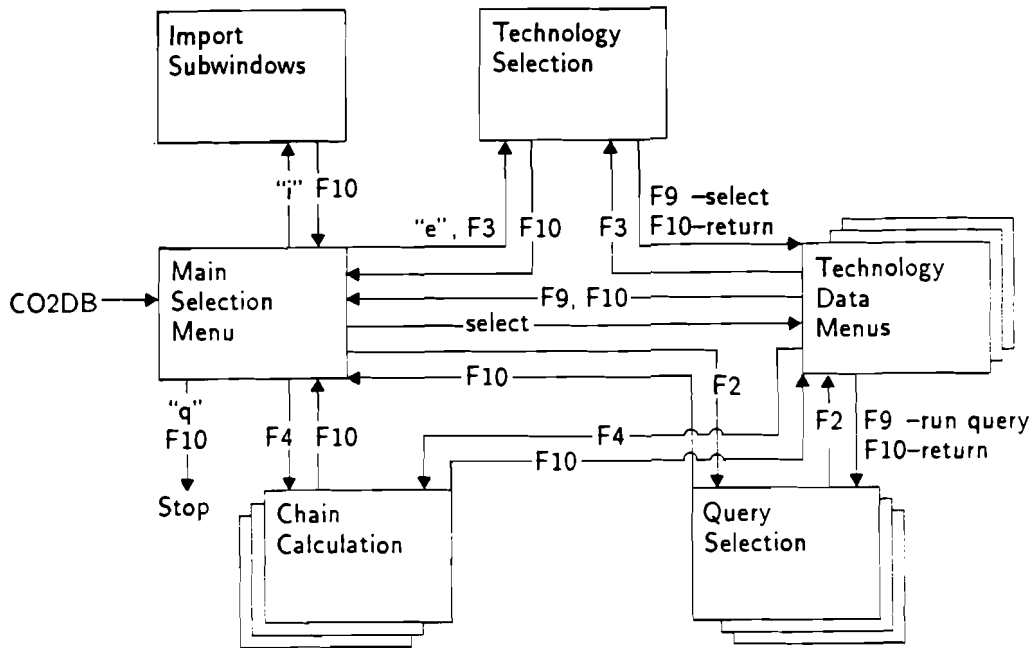 Import
Subwindows
Technology
Selection
"i" F10
"e", F3
F10
F3
F9 –select
F10–return
CO2DB
Main
Selection
Menu
F9, F10
select
Technology
Data
Menus
F10
F2
"q"
F10
F4
F10
F4
F10
F2
F9 –run query
F10–return
Stop
Chain
Calculation
Query
Selection